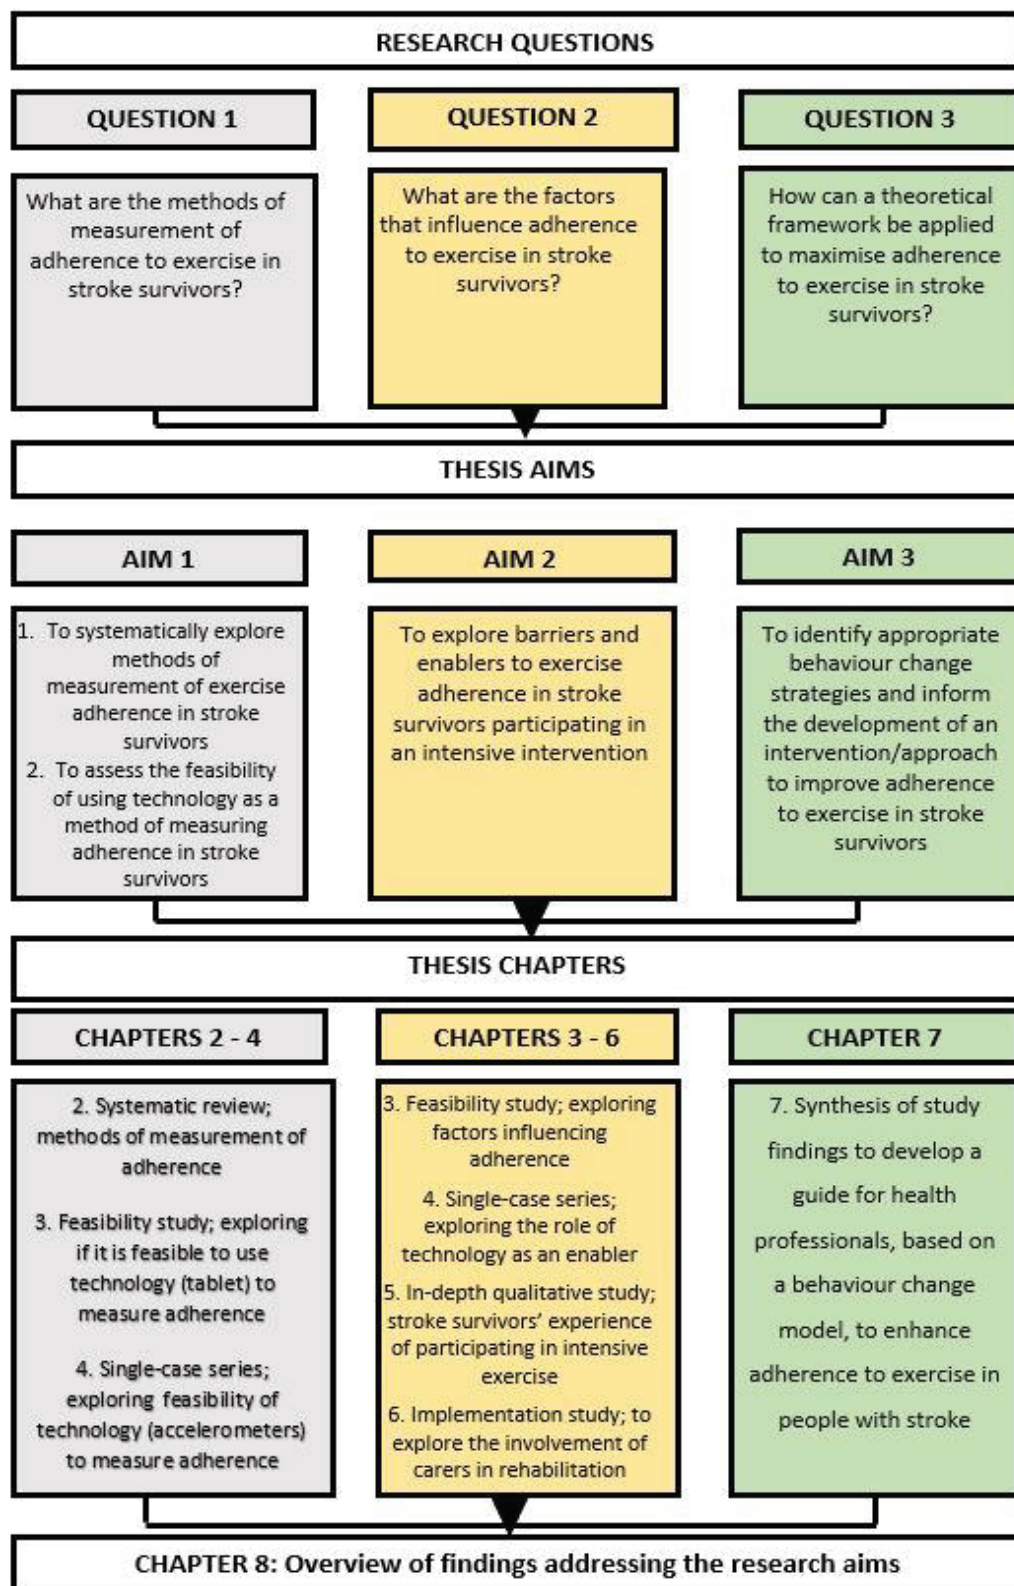 RESEARCH QUESTIONS
QUESTION 1
What are the methods of
measurement of
adherence to exercise in
stroke survivors?
QUESTION 2
What are the factors
that influence adherence
to exercise in stroke
survivors?
QUESTION 3
How can a theoretical
framework be applied
to maximise adherence
to exercise in stroke
survivors?
THESIS AIMS
AIM 1
1. To systematically explore
methods of
measurement of exercise
adherence in stroke
survivors
2. To assess the feasibility
of using technology as a
method of measuring
adherence in stroke
survivors
AIM 2
To explore barriers and
enablers to exercise
adherence in stroke
survivors participating in
an intensive intervention
AIM 3
To identify appropriate
behaviour change
strategies and inform
the development of an
intervention/approach
to improve adherence
to exercise in stroke
survivors
THESIS CHAPTERS
CHAPTERS 2 - 4
2. Systematic review;
methods of measurement of
adherence
3. Feasibility study; exploring
if it is feasible to use
technology (tablet) to
measure adherence
4. Single-case series;
exploring feasibility of
technology (accelerometers)
to measure adherence
CHAPTERS 3 - 6
3. Feasibility study; exploring
factors influencing
adherence
4. Single-case series;
exploring the role of
technology as an enabler
5. In-depth qualitative study;
stroke survivors' experience
of participating in intensive
exercise
6. Implementation study; to
explore the involvement of
carers in rehabilitation
CHAPTER 7
7. Synthesis of study
findings to develop a
guide for health
professionals, based on
a behaviour change
model, to enhance
adherence to exercise in
people with stroke
CHAPTER 8: Overview of findings addressing the research aims